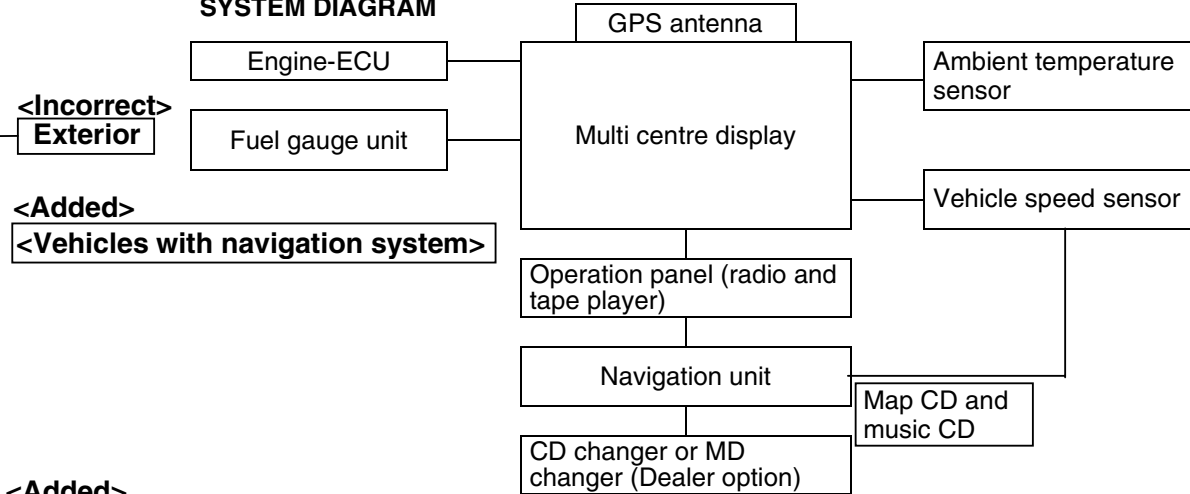 SYSTEM DIAGRAM
GPS antenna
Engine-ECU
Ambient temperature
sensor
<Incorrect>
Exterior
Fuel gauge unit
Multi centre display
Vehicle speed sensor
<Added>
<Vehicles with navigation system>
Operation panel (radio and
tape player)
Navigation unit
Map CD and
music CD
CD changer or MD
changer (Dealer option)
<Added>